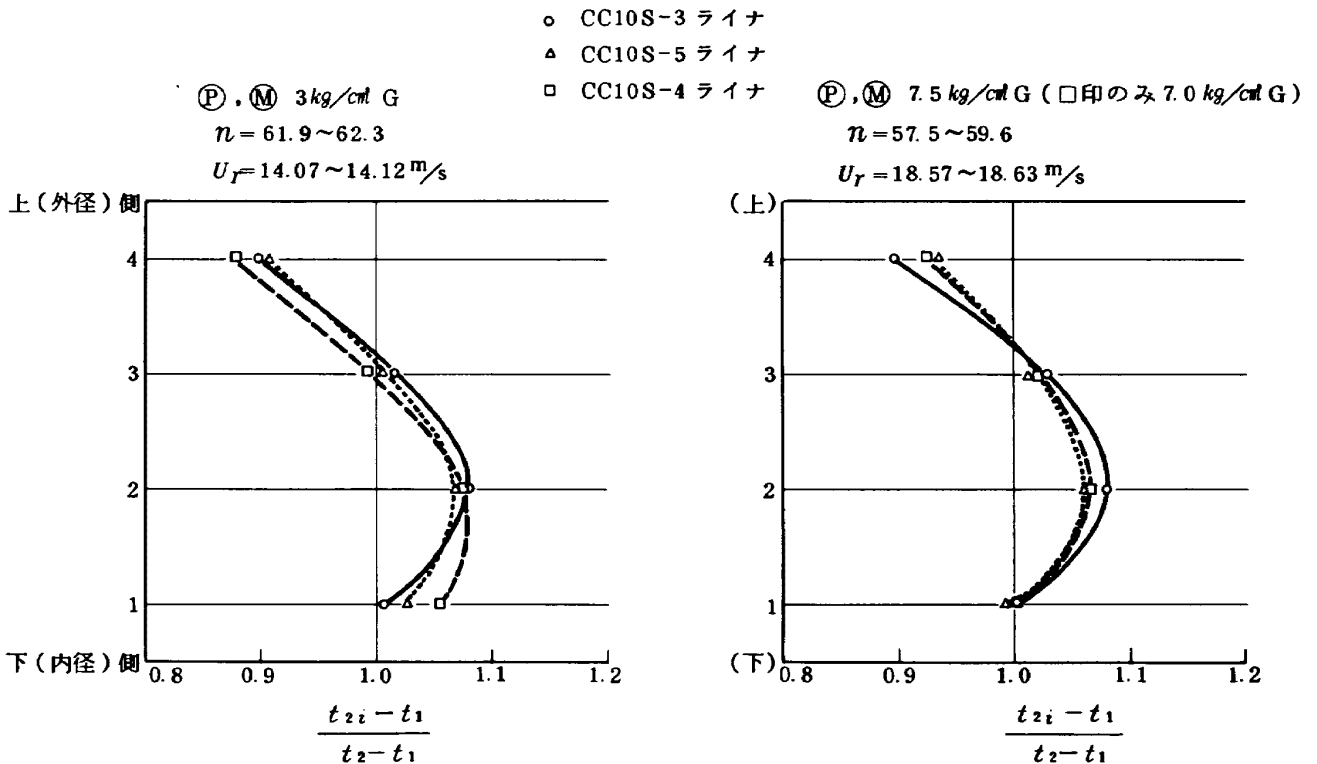 ○ CC10S-3 ライナ
△ CC10S-5 ライナ
□ CC10S-4 ライナ
Ⓟ, Ⓜ 3kg/c㎡ G
n = 61.9~62.3
Ur=14.07~14.12 m/s
Ⓟ, Ⓜ 7.5 kg/c㎡ G (□印のみ 7.0 kg/c㎡ G)
n=57.5~59.6
Ur =18.57~18.63 m/s
上(外径)側
4
3
2
1
下(内径)側
0.8 0.9 1.0 1.1 1.2
t2i − t1
t2 − t1
(上)
4
3
2
1
(下)
0.8 0.9 1.0 1.1 1.2
t2i − t1
t2 − t1